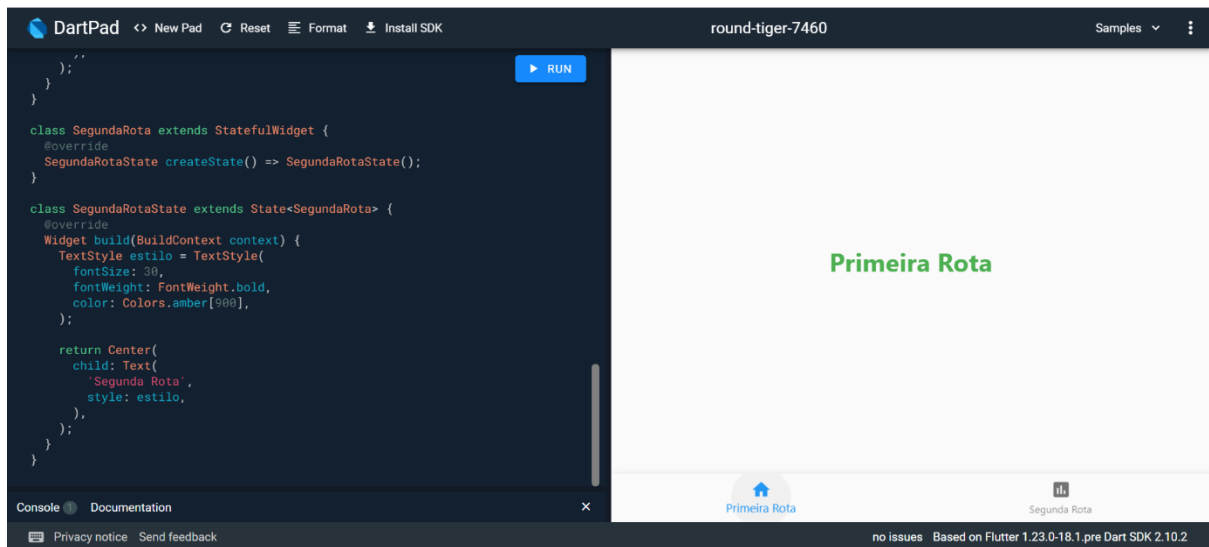 DartPad <> New Pad Reset Format Install SDK round-tiger-7460 Samples
);
RUN
}
}
class SegundaRota extends StatefulWidget {
@override
SegundaRotaState createState() => SegundaRotaState();
}
class SegundaRotaState extends State<SegundaRota> {
@override
Widget build(BuildContext context) {
TextStyle estilo = TextStyle(
fontSize: 30,
fontWeight: FontWeight.bold,
color: Colors.amber[900],
);
return Center(
child: Text(
'Segunda Rota',
style: estilo,
),
);
}
}
Console 1 Documentation ×
Primeira Rota
Primeira Rota
Segunda Rota
Privacy notice Send feedback
no issues Based on Flutter 1.23.0-18.1.pre Dart SDK 2.10.2